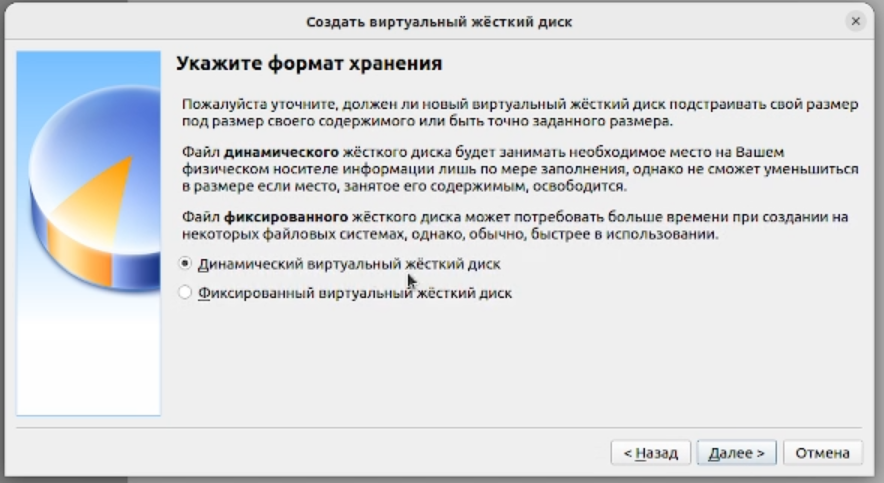 Создать виртуальный жёсткий диск
Укажите формат хранения
Пожалуйста уточните, должен ли новый виртуальный жёсткий диск подстраивать свой размер
под размер своего содержимого или быть точно заданного размера.
Файл динамического жёсткого диска будет занимать необходимое место на Вашем
физическом носителе информации лишь по мере заполнения, однако не сможет уменьшиться
в размере если место, занятое его содержимым, освободится.
Файл фиксированного жёсткого диска может потребовать больше времени при создании на
некоторых файловых системах, однако, обычно, быстрее в использовании.
Динамический виртуальный жёсткий диск
Фиксированный виртуальный жёсткий диск
< Назад Далее > Отмена